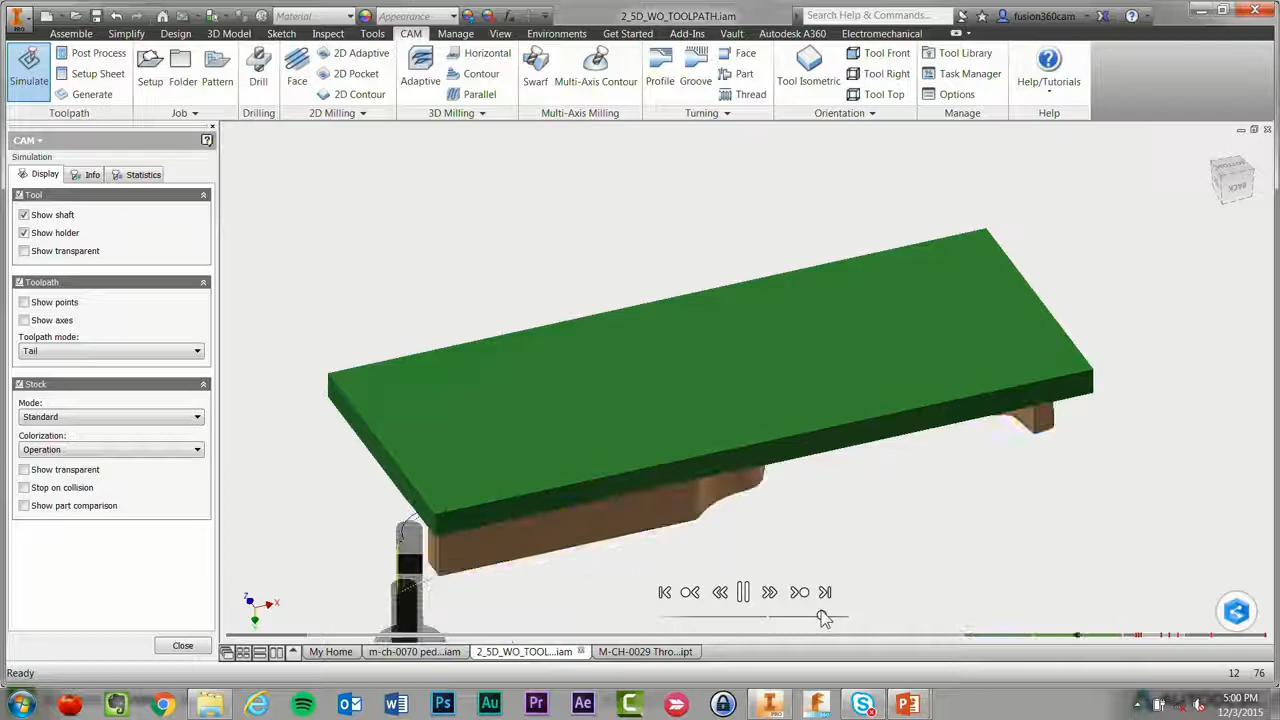 PRO
Material
Appearance
2_5D_WO_TOOLPATH.iam
Search Help & Commands...
fusion360cam
Assemble Simplify Design 3D Model Sketch Inspect Tools CAM Manage View Environments Get Started Add-Ins Vault Autodesk A360 Electromechanical
Simulate
Post Process
Setup Sheet
Generate
Toolpath
Setup Folder Pattern
Job
Drill
Drilling
Face
2D Adaptive
2D Pocket
2D Contour
2D Milling
Adaptive
Horizontal
Contour
Parallel
3D Milling
Swarf Multi-Axis Contour
Multi-Axis Milling
Profile Groove
Face
Part
Thread
Turning
Tool Isometric
Tool Front
Tool Right
Tool Top
Orientation
Tool Library
Task Manager
Options
Manage
Help/Tutorials
Help
CAM
Simulation
Display Info Statistics
Tool
Show shaft
Show holder
Show transparent
Toolpath
Show points
Show axes
Toolpath mode:
Tail
Stock
Mode:
Standard
Colorization:
Operation
Show transparent
Stop on collision
Show part comparison
Close
BOTTOM
BACK
Z
X
Y
My Home m-ch-0070 ped...iam 2_5D_WO_TOOL...iam M-CH-0029 Thro...ipt
Ready
12 76
Ps Au Pr Ae
5:00 PM
12/3/2015